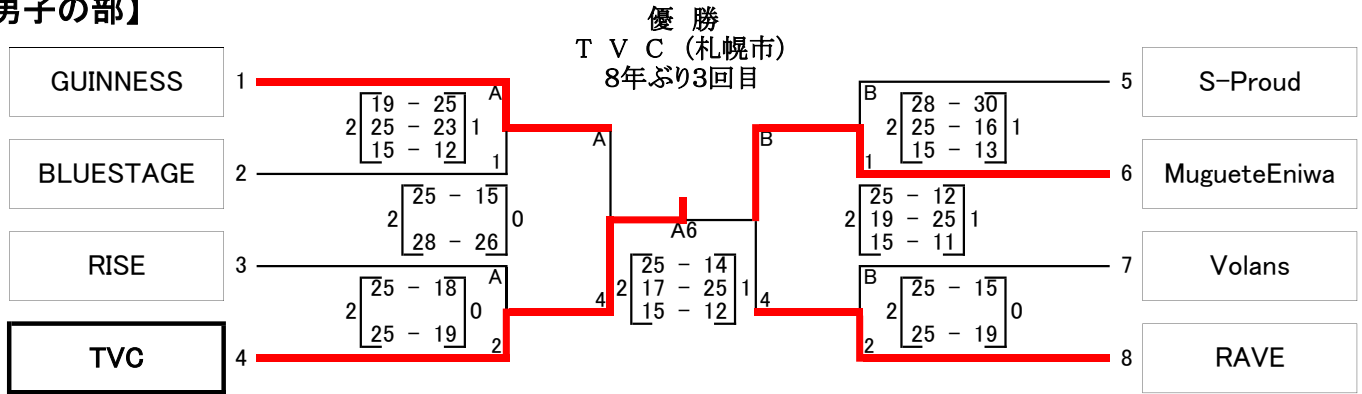 男子の部】
優 勝
T V C (札幌市)
8年ぶり3回目
GUINNESS 1
A
19 - 25
2 25 - 23 1
15 - 12
1
BLUESTAGE 2
A
25 - 15
2 0
28 - 26
RISE 3
A
25 - 18
2 0
25 - 19
2
TVC 4
4
A6
25 - 14
2 17 - 25 1
15 - 12
5 S-Proud
B
28 - 30
2 25 - 16 1
15 - 13
1
6 MugueteEniwa
B
25 - 12
2 19 - 25 1
15 - 11
4
7 Volans
B
25 - 15
2 0
25 - 19
2
8 RAVE